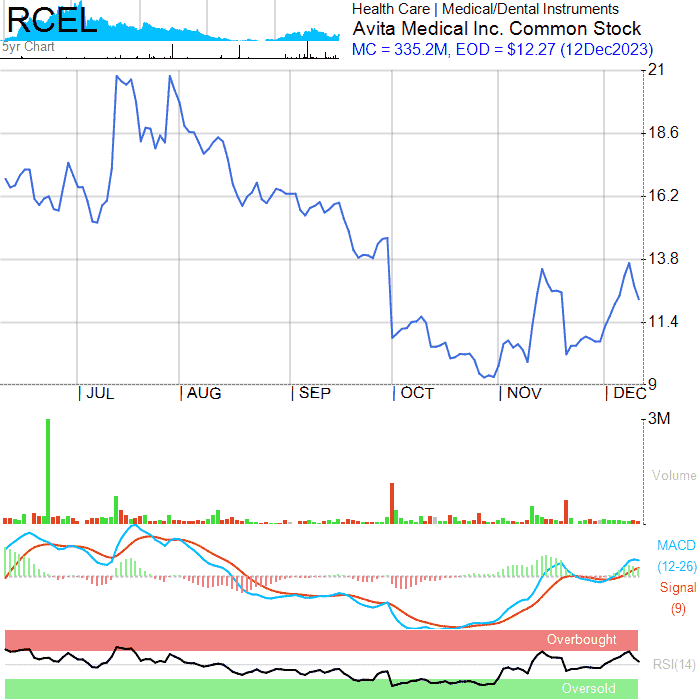 RCEL
5yr Chart
Health Care | Medical/Dental Instruments
Avita Medical Inc. Common Stock
MC = 335.2M, EOD = $12.27 (12Dec2023)
21
18.6
16.2
13.8
11.4
9
| JUL | AUG | SEP | OCT | NOV | DEC
3M
Volume
MACD
(12-26)
Signal
(9)
Overbought
RSI(14)
Oversold